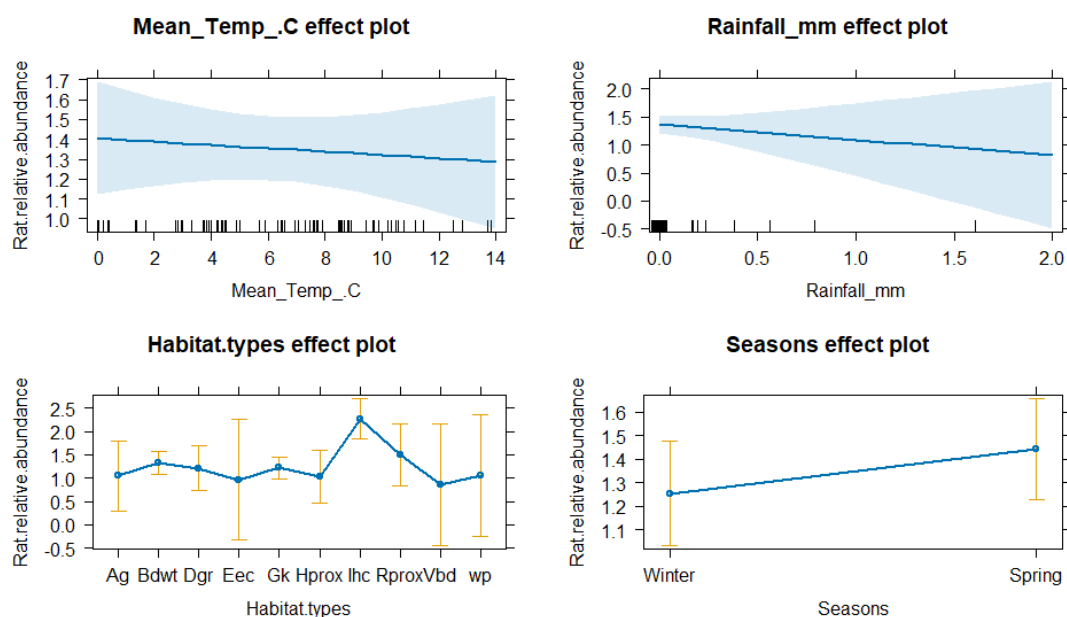 Mean_Temp_.C effect plot
Rat.relative.abundance
1.7
1.6
1.5
1.4
1.3
1.2
1.1
1.0
0 2 4 6 8 10 12 14
Mean_Temp_.C
Rainfall_mm effect plot
Rat.relative.abundance
2.0
1.5
1.0
0.5
0.0
-0.5
0.0 0.5 1.0 1.5 2.0
Rainfall_mm
Habitat.types effect plot
Rat.relative.abundance
2.5
2.0
1.5
1.0
0.5
0.0
-0.5
Ag Bdwt Dgr Eec Gk Hprox Ihc Rprox Vbd wp
Habitat.types
Seasons effect plot
Rat.relative.abundance
1.6
1.5
1.4
1.3
1.2
1.1
Winter Spring
Seasons